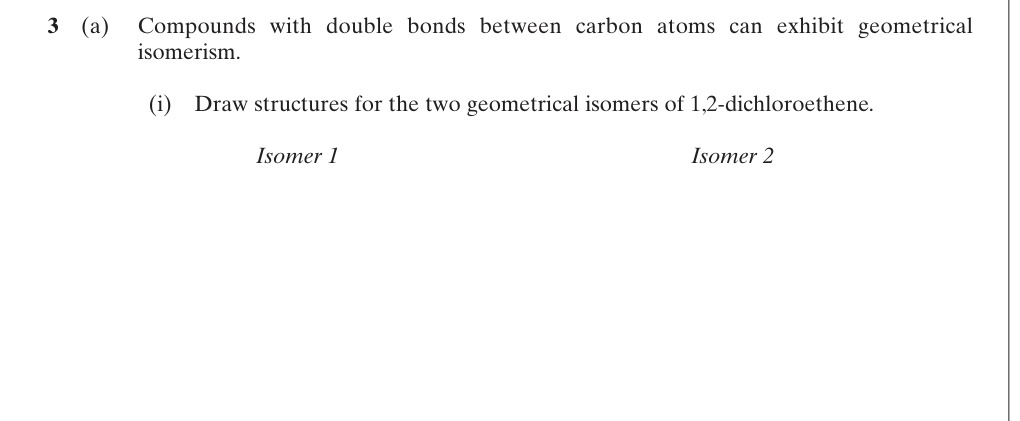 3 (a) Compounds with double bonds between carbon atoms can exhibit geometrical
isomerism.
(i) Draw structures for the two geometrical isomers of 1,2-dichloroethene.
Isomer 1 Isomer 2